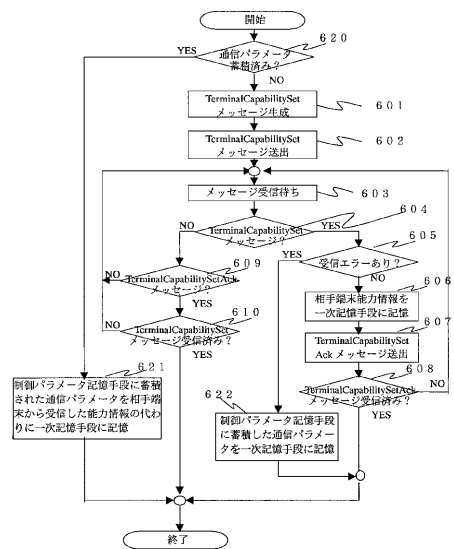 開始
620
YES
通信パラメータ
蓄積済み?
NO
TerminalCapabilitySet
メッセージ生成
601
TerminalCapabilitySet
メッセージ送出
602
メッセージ受信待ち
603
604
NO
TerminalCapabilitySet
メッセージ?
YES
605
YES
受信エラーあり?
NO
609
NO
TerminalCapabilitySetAck
メッセージ?
YES
606
相手端末能力情報を
一次記憶手段に記憶
610
NO
TerminalCapabilitySet
メッセージ受信済み?
YES
607
TerminalCapabilitySet
Ackメッセージ送出
608
NO
TerminalCapabilitySetAck
メッセージ受信済み?
YES
621
制御パラメータ記憶手段に蓄積
された通信パラメータを相手端
末から受信した能力情報の代わ
りに一次記憶手段に記憶
622
制御パラメータ記憶手段
に蓄積した通信パラメー
タを一次記憶手段に記憶
終了